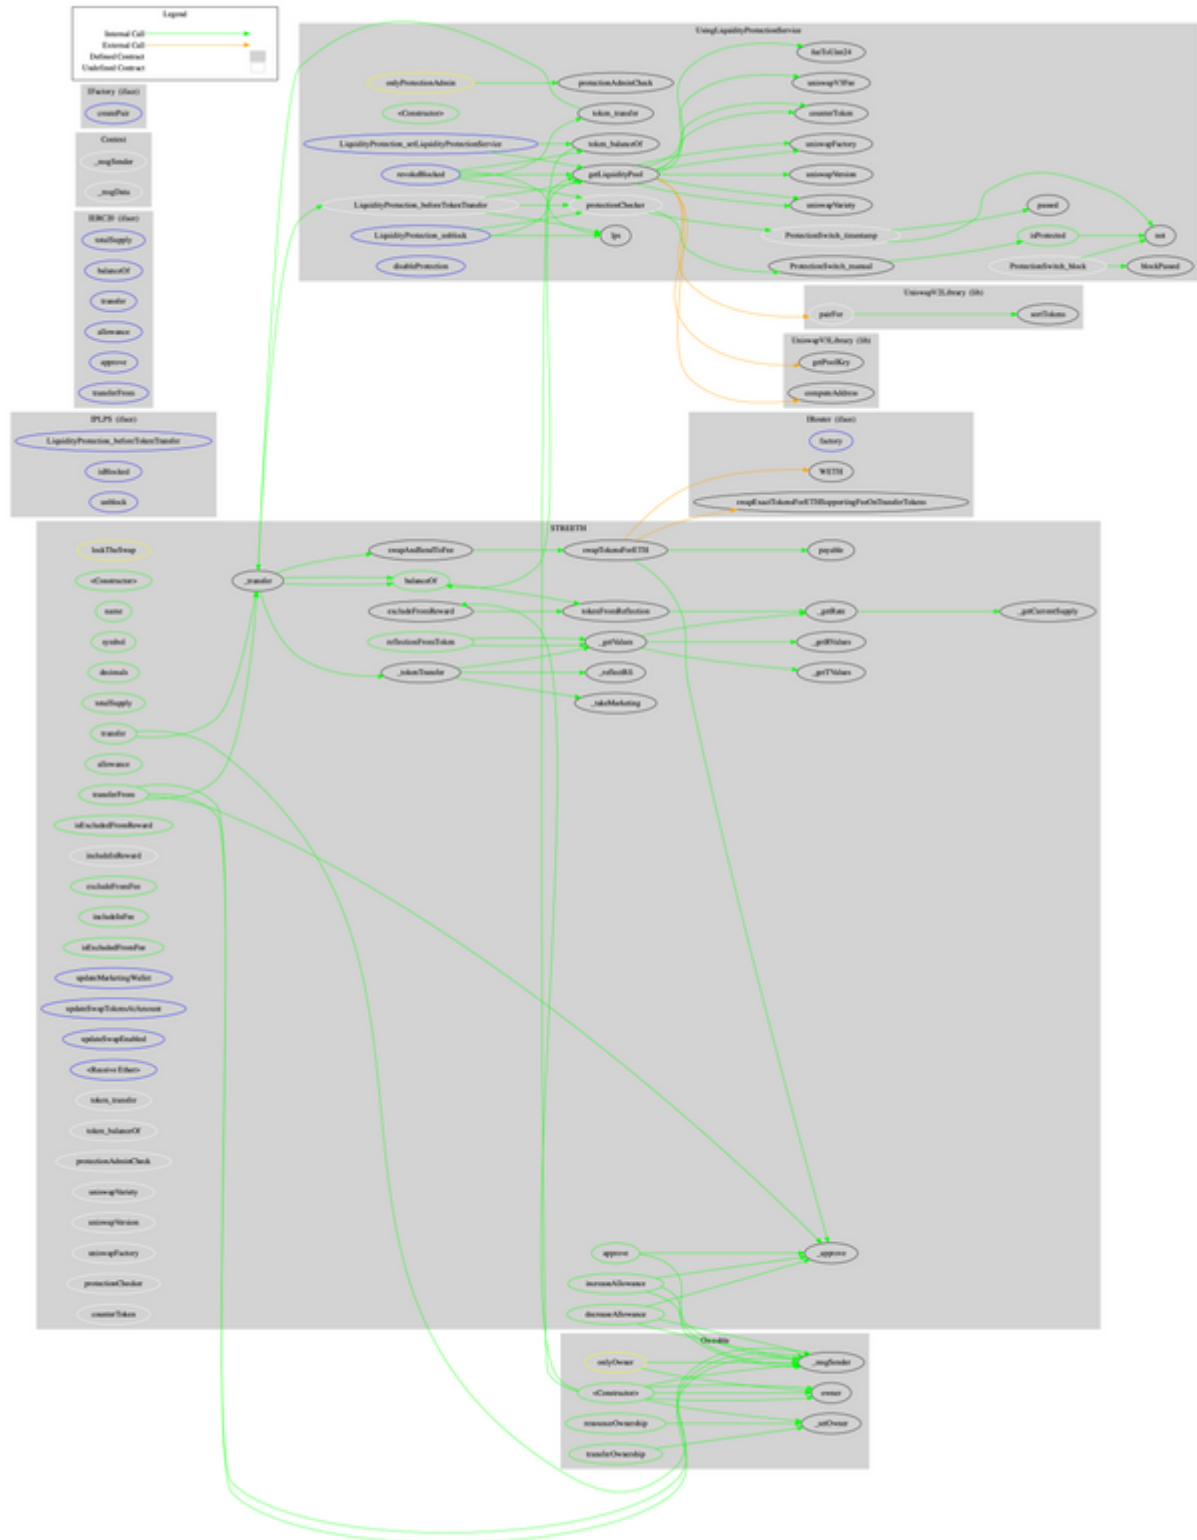 Legend
Internal Call
External Call
Defined Contract
Undefined Contract
IFactory (iface)
createPair
Context
_msgSender
_msgData
IERC20 (iface)
totalSupply
balanceOf
transfer
allowance
approve
transferFrom
IPLPS (iface)
LiquidityProtection_beforeTokenTransfer
isBlocked
unblock
UsingLiquidityProtectionService
onlyProtectionAdmin
<Constructor>
LiquidityProtection_setLiquidityProtectionService
revokeBlocked
LiquidityProtection_beforeTokenTransfer
LiquidityProtection_unblock
disableProtection
protectionAdminCheck
token_transfer
token_balanceOf
getLiquidityPool
protectionChecker
lps
feeToUint24
uniswapV3Fee
counterToken
uniswapFactory
uniswapVersion
uniswapVariety
ProtectionSwitch_timestamp
ProtectionSwitch_manual
passed
isProtected
ProtectionSwitch_block
not
blockPassed
UniswapV2Library (lib)
pairFor
sortTokens
UniswapV3Library (lib)
getPoolKey
computeAddress
IRouter (iface)
factory
WETH
swapExactTokensForETHSupportingFeeOnTransferTokens
STREETH
lockTheSwap
<Constructor>
name
symbol
decimals
totalSupply
transfer
allowance
transferFrom
isExcludedFromReward
includeInReward
excludeFromFee
includeInFee
isExcludedFromFee
updateMarketingWallet
updateSwapTokensAtAmount
updateSwapEnabled
<Receive Ether>
token_transfer
token_balanceOf
protectionAdminCheck
uniswapVariety
uniswapVersion
uniswapFactory
protectionChecker
counterToken
_transfer
swapAndSendToFee
balanceOf
excludeFromReward
reflectionFromToken
_tokenTransfer
swapTokensForETH
tokenFromReflection
_getValues
_reflectRfi
_takeMarketing
payable
_getRate
_getRValues
_getTValues
_getCurrentSupply
approve
increaseAllowance
decreaseAllowance
_approve
Ownable
onlyOwner
<Constructor>
renounceOwnership
transferOwnership
_msgSender
owner
_setOwner